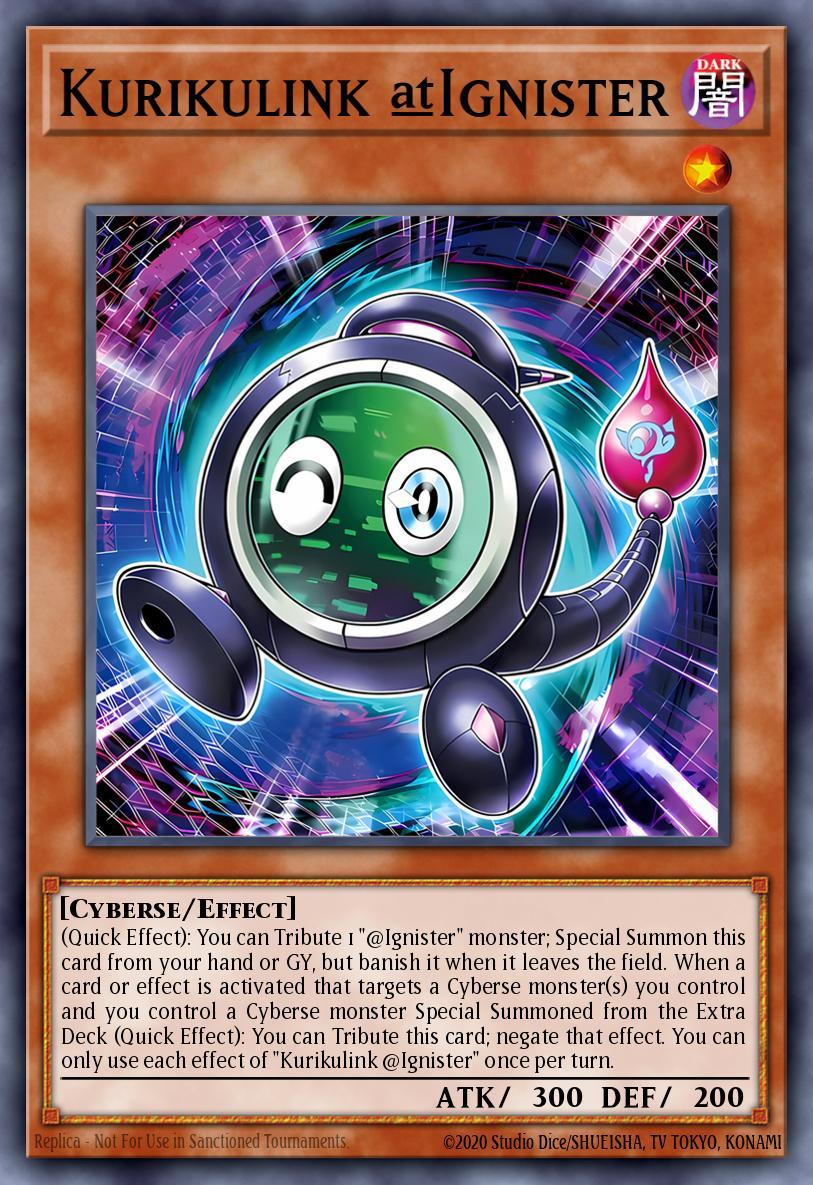 Kurikulink atIgnister
DARK
闇
[Cyberse/Effect]
(Quick Effect): You can Tribute 1 "@Ignister" monster; Special Summon this
card from your hand or GY, but banish it when it leaves the field. When a
card or effect is activated that targets a Cyberse monster(s) you control
and you control a Cyberse monster Special Summoned from the Extra
Deck (Quick Effect): You can Tribute this card; negate that effect. You can
only use each effect of "Kurikulink @Ignister" once per turn.
ATK/ 300 DEF/ 200
Replica - Not For Use in Sanctioned Tournaments.
©2020 Studio Dice/SHUEISHA, TV TOKYO, KONAMI